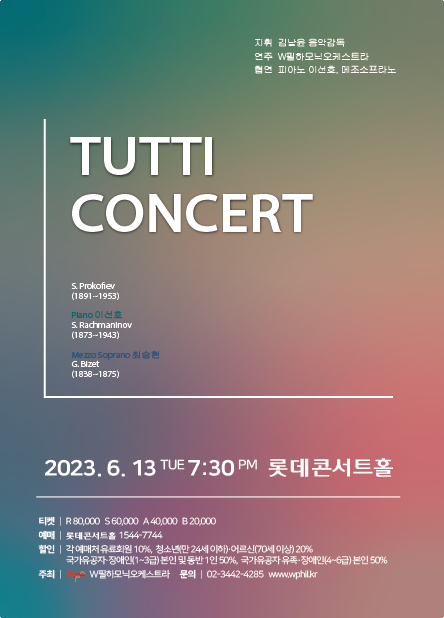 지휘 김남윤 음악감독
연주 W필하모닉오케스트라
협연 피아노 이선호, 메조소프라노
TUTTI
CONCERT
S. Prokofiev
(1891~1953)
Piano 이선호
S. Rachmaninov
(1873~1943)
Mezzo Soprano 최승현
G. Bizet
(1838~1875)
2023. 6. 13 TUE 7:30 PM 롯데콘서트홀
티켓 | R 80,000 S 60,000 A 40,000 B 20,000
예매 | 롯데콘서트홀 1544-7744
할인 | 각 예매처 유료회원 10%, 청소년(만 24세 이하)·어르신(70세 이상) 20%
국가유공자·장애인(1~3급) 본인 및 동반 1인 50%, 국가유공자 유족·장애인(4~6급) 본인 50%
주최 | W필하모닉오케스트라 문의 | 02-3442-4285 www.wphil.kr